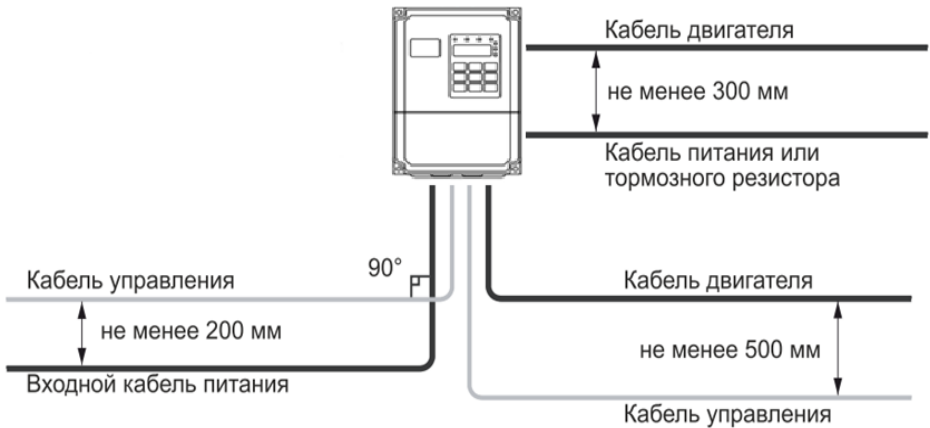 Кабель двигателя
не менее 300 мм
Кабель питания или
тормозного резистора
90°
Кабель управления
не менее 200 мм
Входной кабель питания
Кабель двигателя
не менее 500 мм
Кабель управления